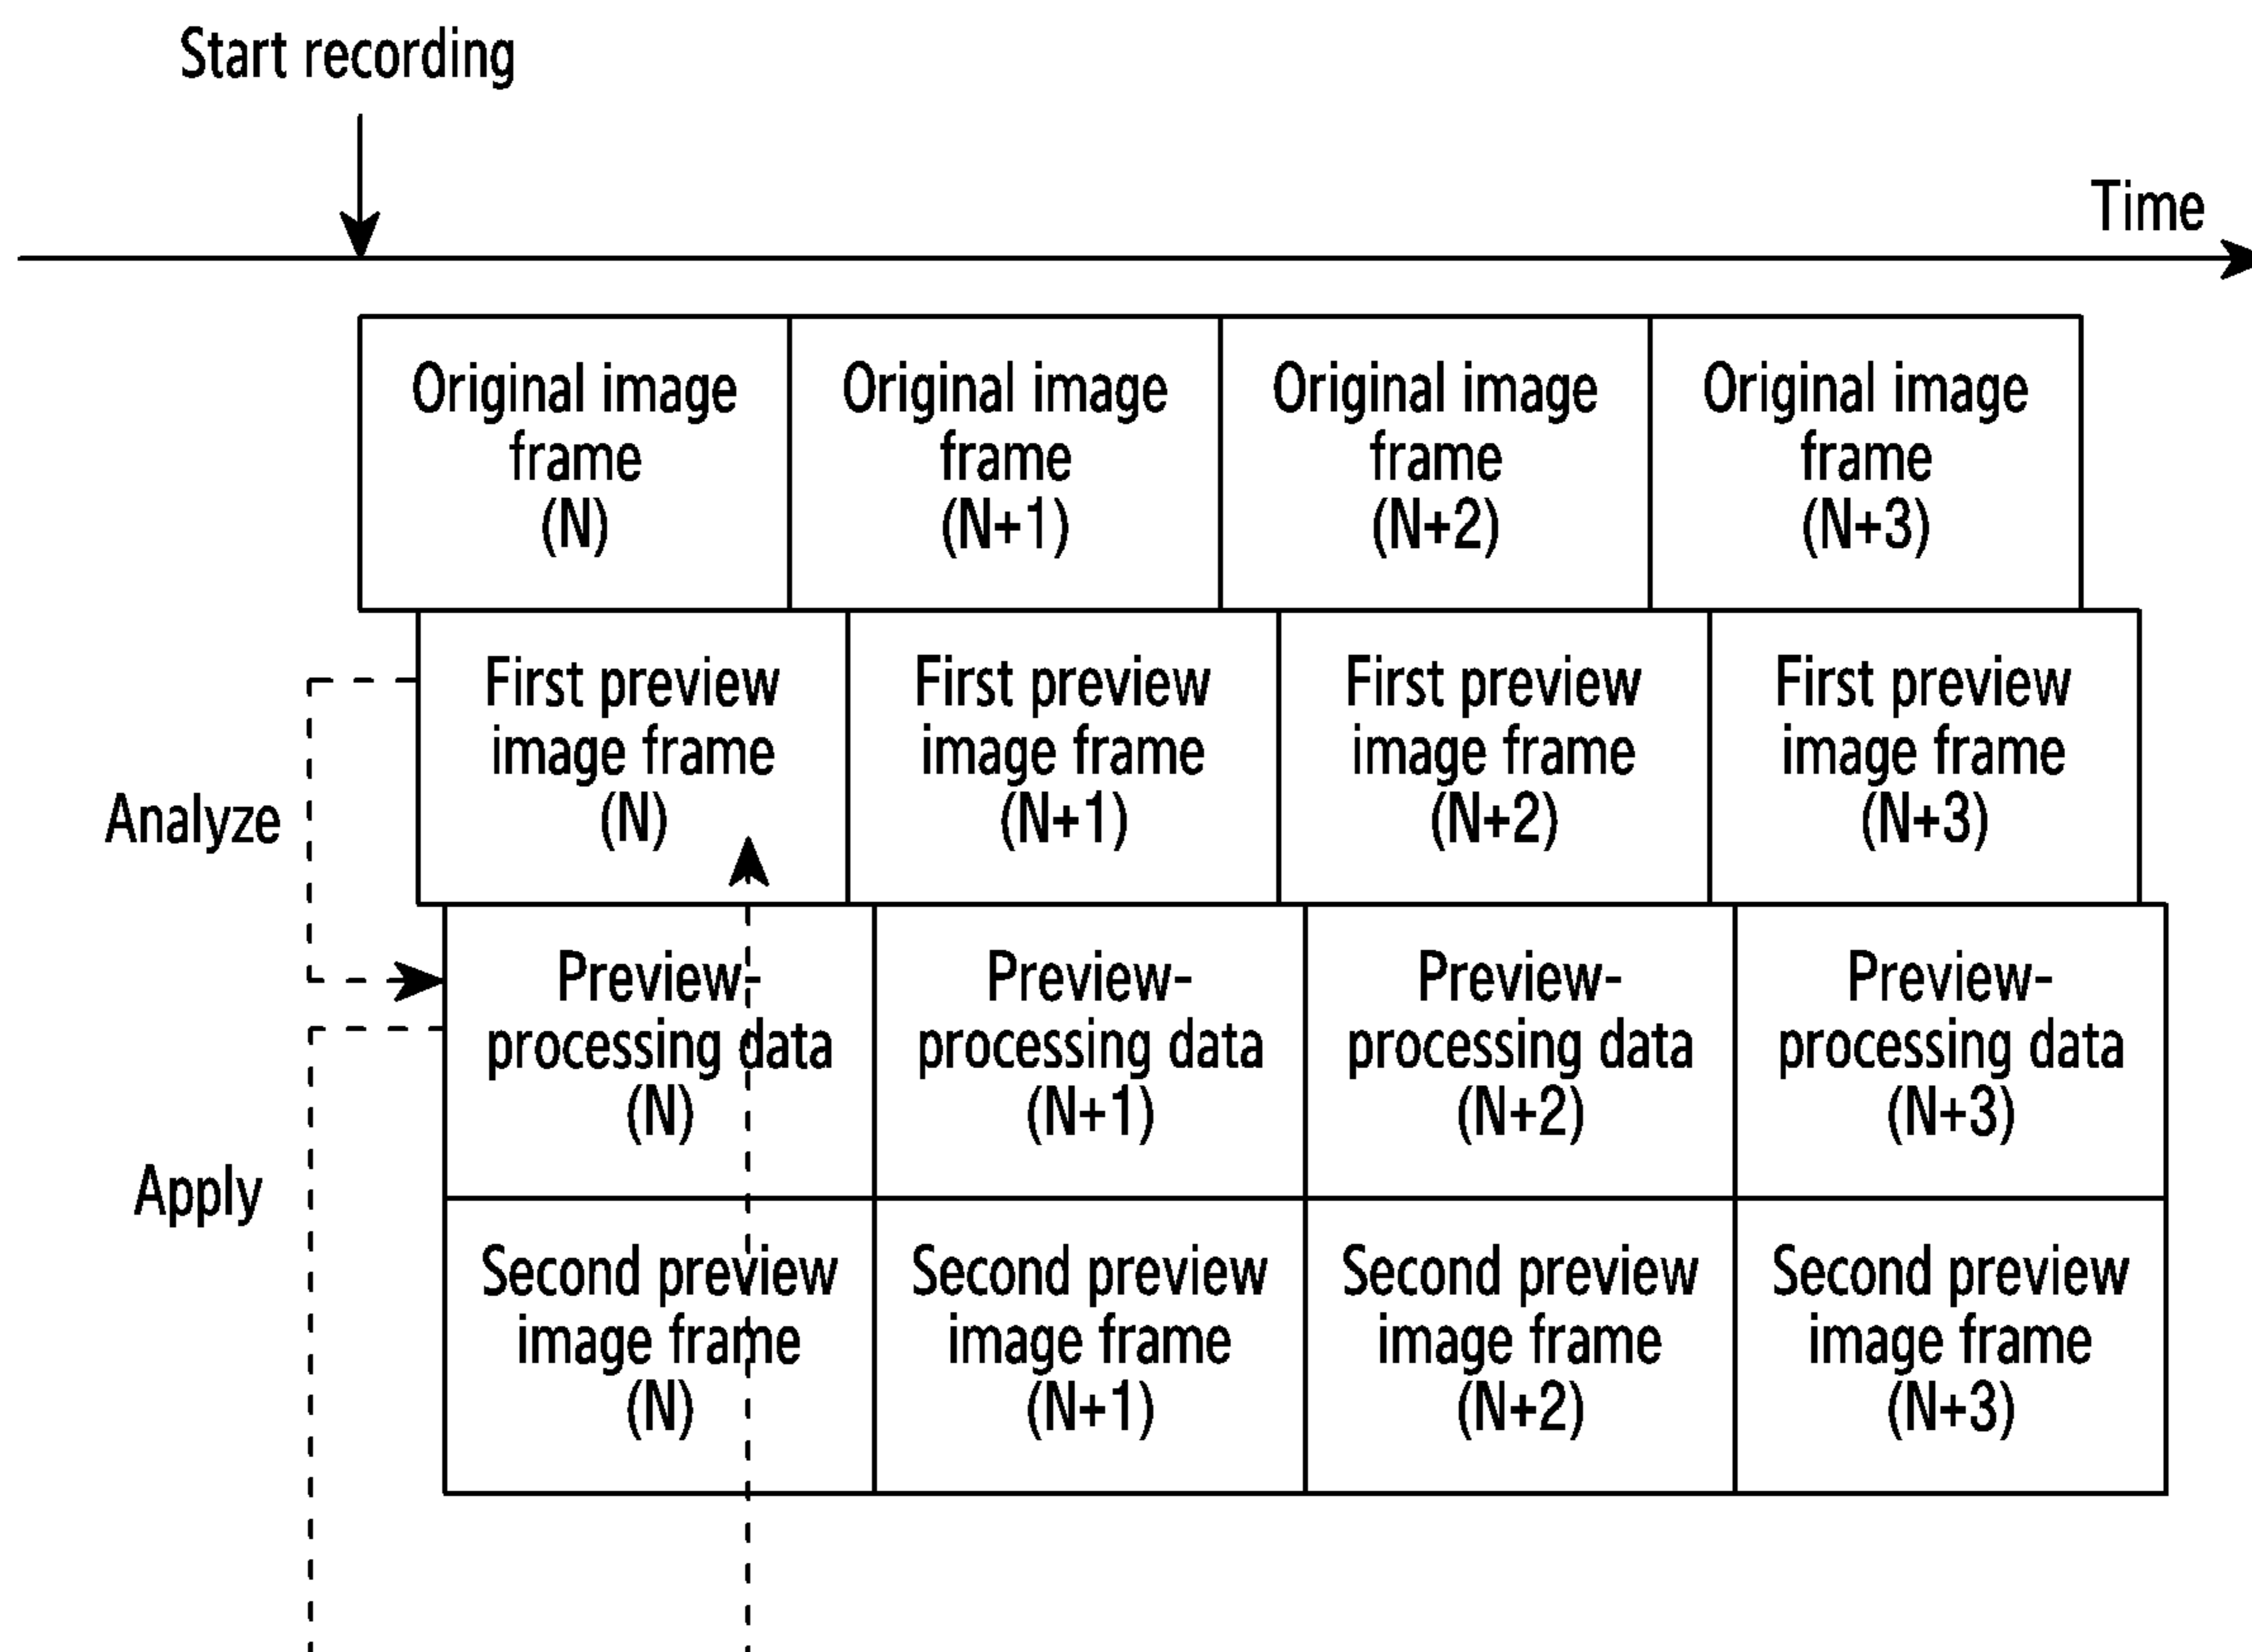 Start recording
Time
Original image
frame
(N)
Original image
frame
(N+1)
Original image
frame
(N+2)
Original image
frame
(N+3)
First preview
image frame
(N)
First preview
image frame
(N+1)
First preview
image frame
(N+2)
First preview
image frame
(N+3)
Analyze
Preview-
processing data
(N)
Preview-
processing data
(N+1)
Preview-
processing data
(N+2)
Preview-
processing data
(N+3)
Apply
Second preview
image frame
(N)
Second preview
image frame
(N+1)
Second preview
image frame
(N+2)
Second preview
image frame
(N+3)